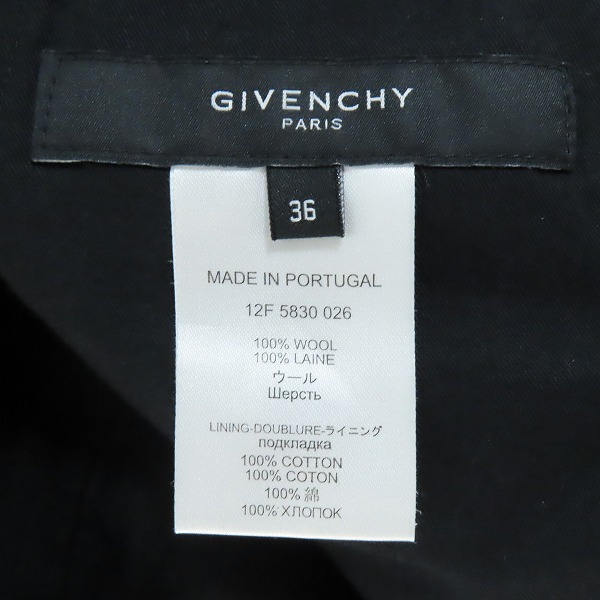 GIVENCHY
PARIS
36
MADE IN PORTUGAL
12F 5830 026
100% WOOL
100% LAINE
ウール
Шерсть
LINING-DOUBLURE-ライニング
подкладка
100% COTTON
100% COTON
100% 綿
100% ХЛОПОК